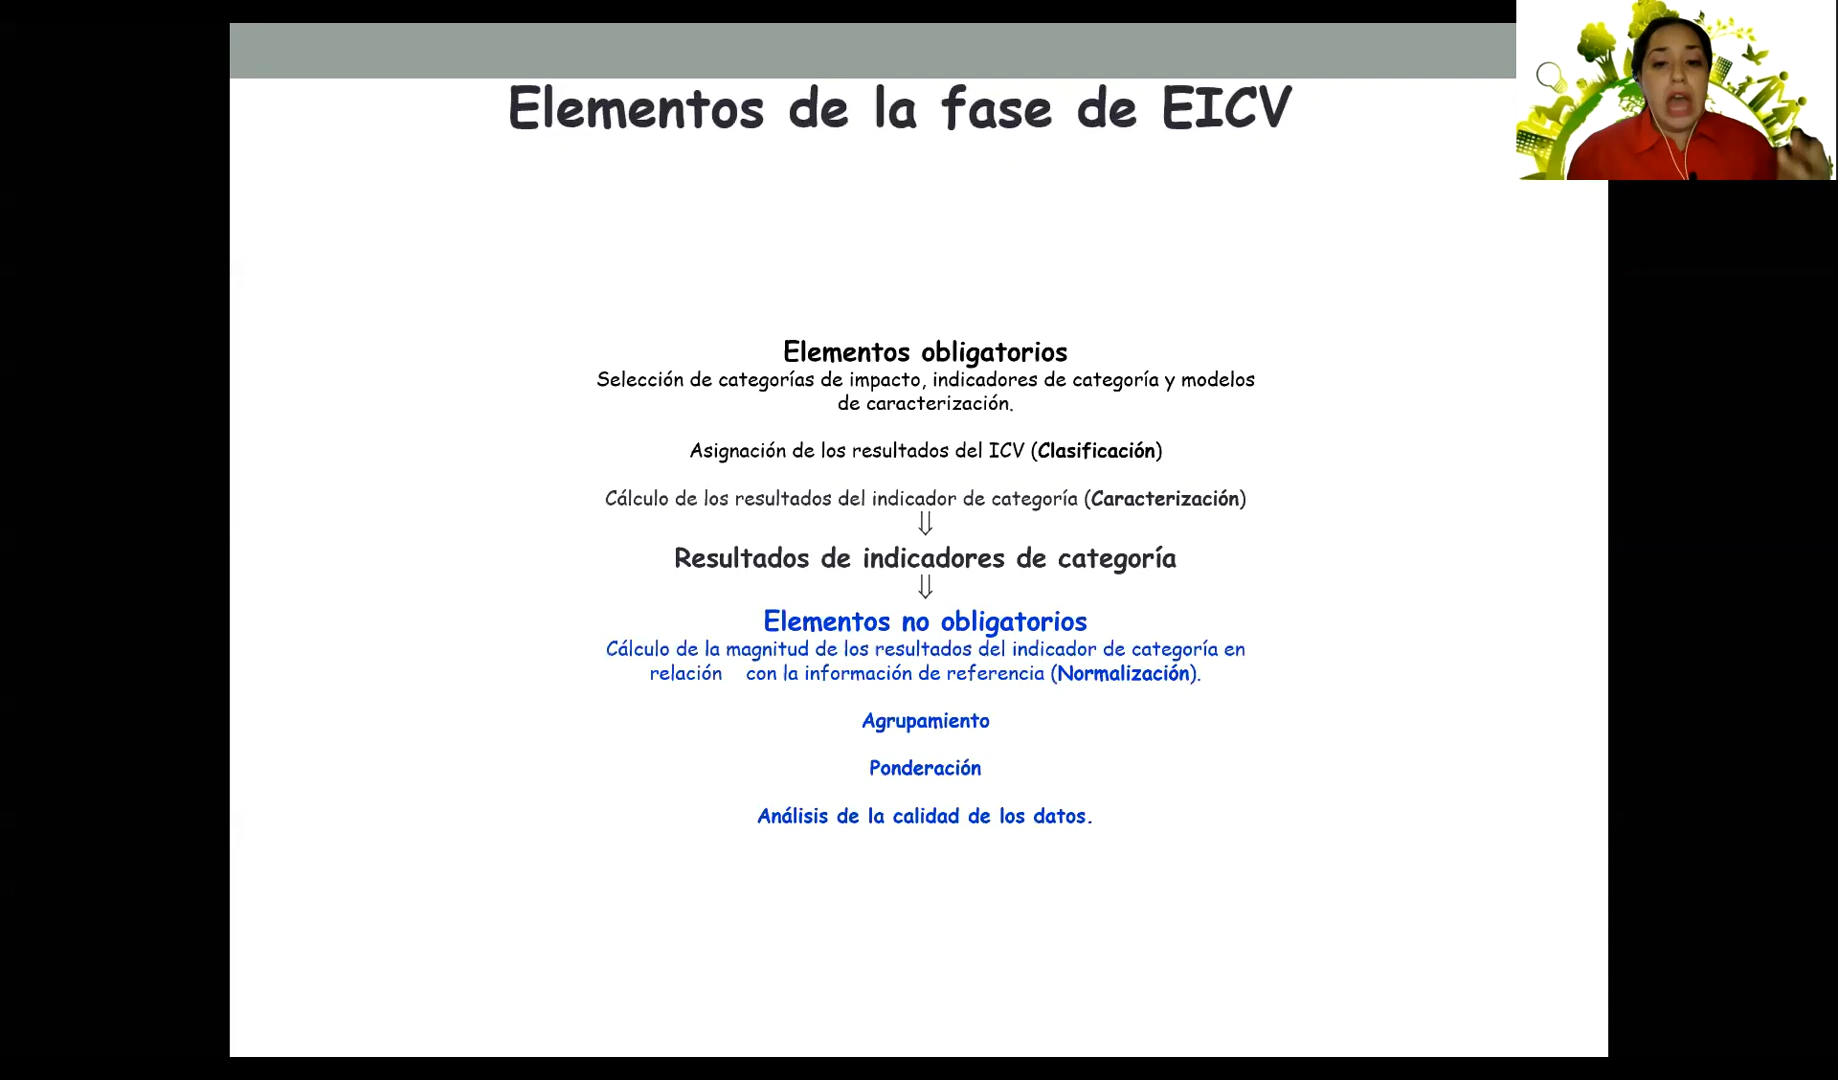 Elementos de la fase de EICV
Elementos obligatorios
Selección de categorías de impacto, indicadores de categoría y modelos
de caracterización.
Asignación de los resultados del ICV (Clasificación)
Cálculo de los resultados del indicador de categoría (Caracterización)
⇓
Resultados de indicadores de categoría
⇓
Elementos no obligatorios
Cálculo de la magnitud de los resultados del indicador de categoría en
relación con la información de referencia (Normalización).
Agrupamiento
Ponderación
Análisis de la calidad de los datos.